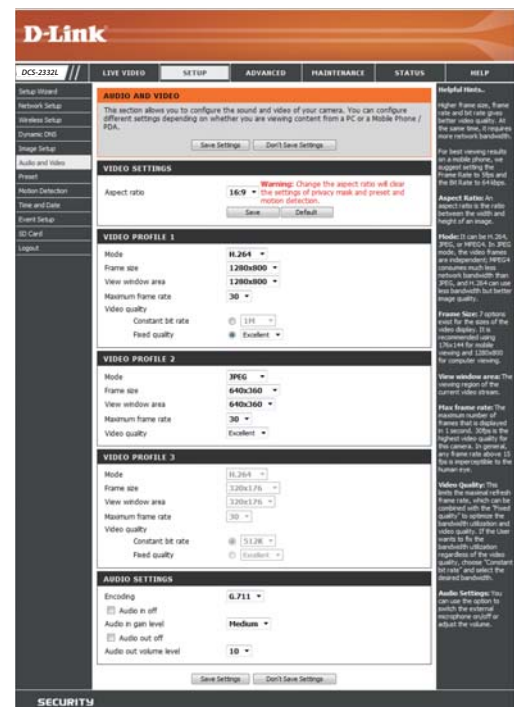 D-Link
DCS-2332L
LIVE VIDEO SETUP ADVANCED MAINTENANCE STATUS HELP
Setup Wizard
Network Setup
Wireless Setup
Dynamic DNS
Image Setup
Audio and Video
Preset
Motion Detection
Time and Date
Event Setup
SD Card
Logout
AUDIO AND VIDEO
This section allows you to configure the sound and video of your camera. You can configure
different settings depending on whether you are viewing content from a PC or a Mobile Phone /
PDA.
Save Settings Don't Save Settings
VIDEO SETTINGS
Aspect ratio 16:9 Warning: Change the aspect ratio will clear
the settings of privacy mask and preset and
motion detection.
Save Default
VIDEO PROFILE 1
Mode H.264
Frame size 1280x800
View window area 1280x800
Maximum frame rate 30
Video quality
Constant bit rate 1M
Fixed quality Excellent
VIDEO PROFILE 2
Mode JPEG
Frame size 640x360
View window area 640x360
Maximum frame rate 30
Video quality Excellent
VIDEO PROFILE 3
Mode H.264
Frame size 320x176
View window area 320x176
Maximum frame rate 30
Video quality
Constant bit rate 512K
Fixed quality Excellent
AUDIO SETTINGS
Encoding G.711
Audio in off
Audio in gain level Medium
Audio out off
Audio out volume level 10
Save Settings Don't Save Settings
Helpful Hints..
Higher frame size, frame
rate and bit rate gives
better video quality. At
the same time, it requires
more network bandwidth.
For best viewing results
on a mobile phone, we
suggest setting the
Frame Rate to 5fps and
the Bit Rate to 64kbps.
Aspect Ratio: An
aspect ratio is the ratio
between the width and
height of an image.
Mode: It can be H.264,
JPEG, or MPEG4. In JPEG
mode, the video frames
are independent; MPEG4
consumes much less
network bandwidth than
JPEG, and H.264 can use
less bandwidth but better
image quality.
Frame Size: 7 options
exist for the sizes of the
video display. It is
recommended using
176x144 for mobile
viewing and 1280x800
for computer viewing.
View window area: The
viewing region of the
current video stream.
Max frame rate: The
maximum number of
frames that is displayed
in 1 second. 30fps is the
highest video quality for
this camera. In general,
any frame rate above 15
fps is imperceptible to the
human eye.
Video Quality: This
limits the maximal refresh
frame rate, which can be
combined with the "Fixed
quality" to optimize the
bandwidth utilization and
video quality. If the User
wants to fix the
bandwidth utilization
regardless of the video
quality, choose "Constant
bit rate" and select the
desired bandwidth.
Audio Settings: You
can use the option to
switch the external
microphone on/off or
adjust the volume.
SECURITY